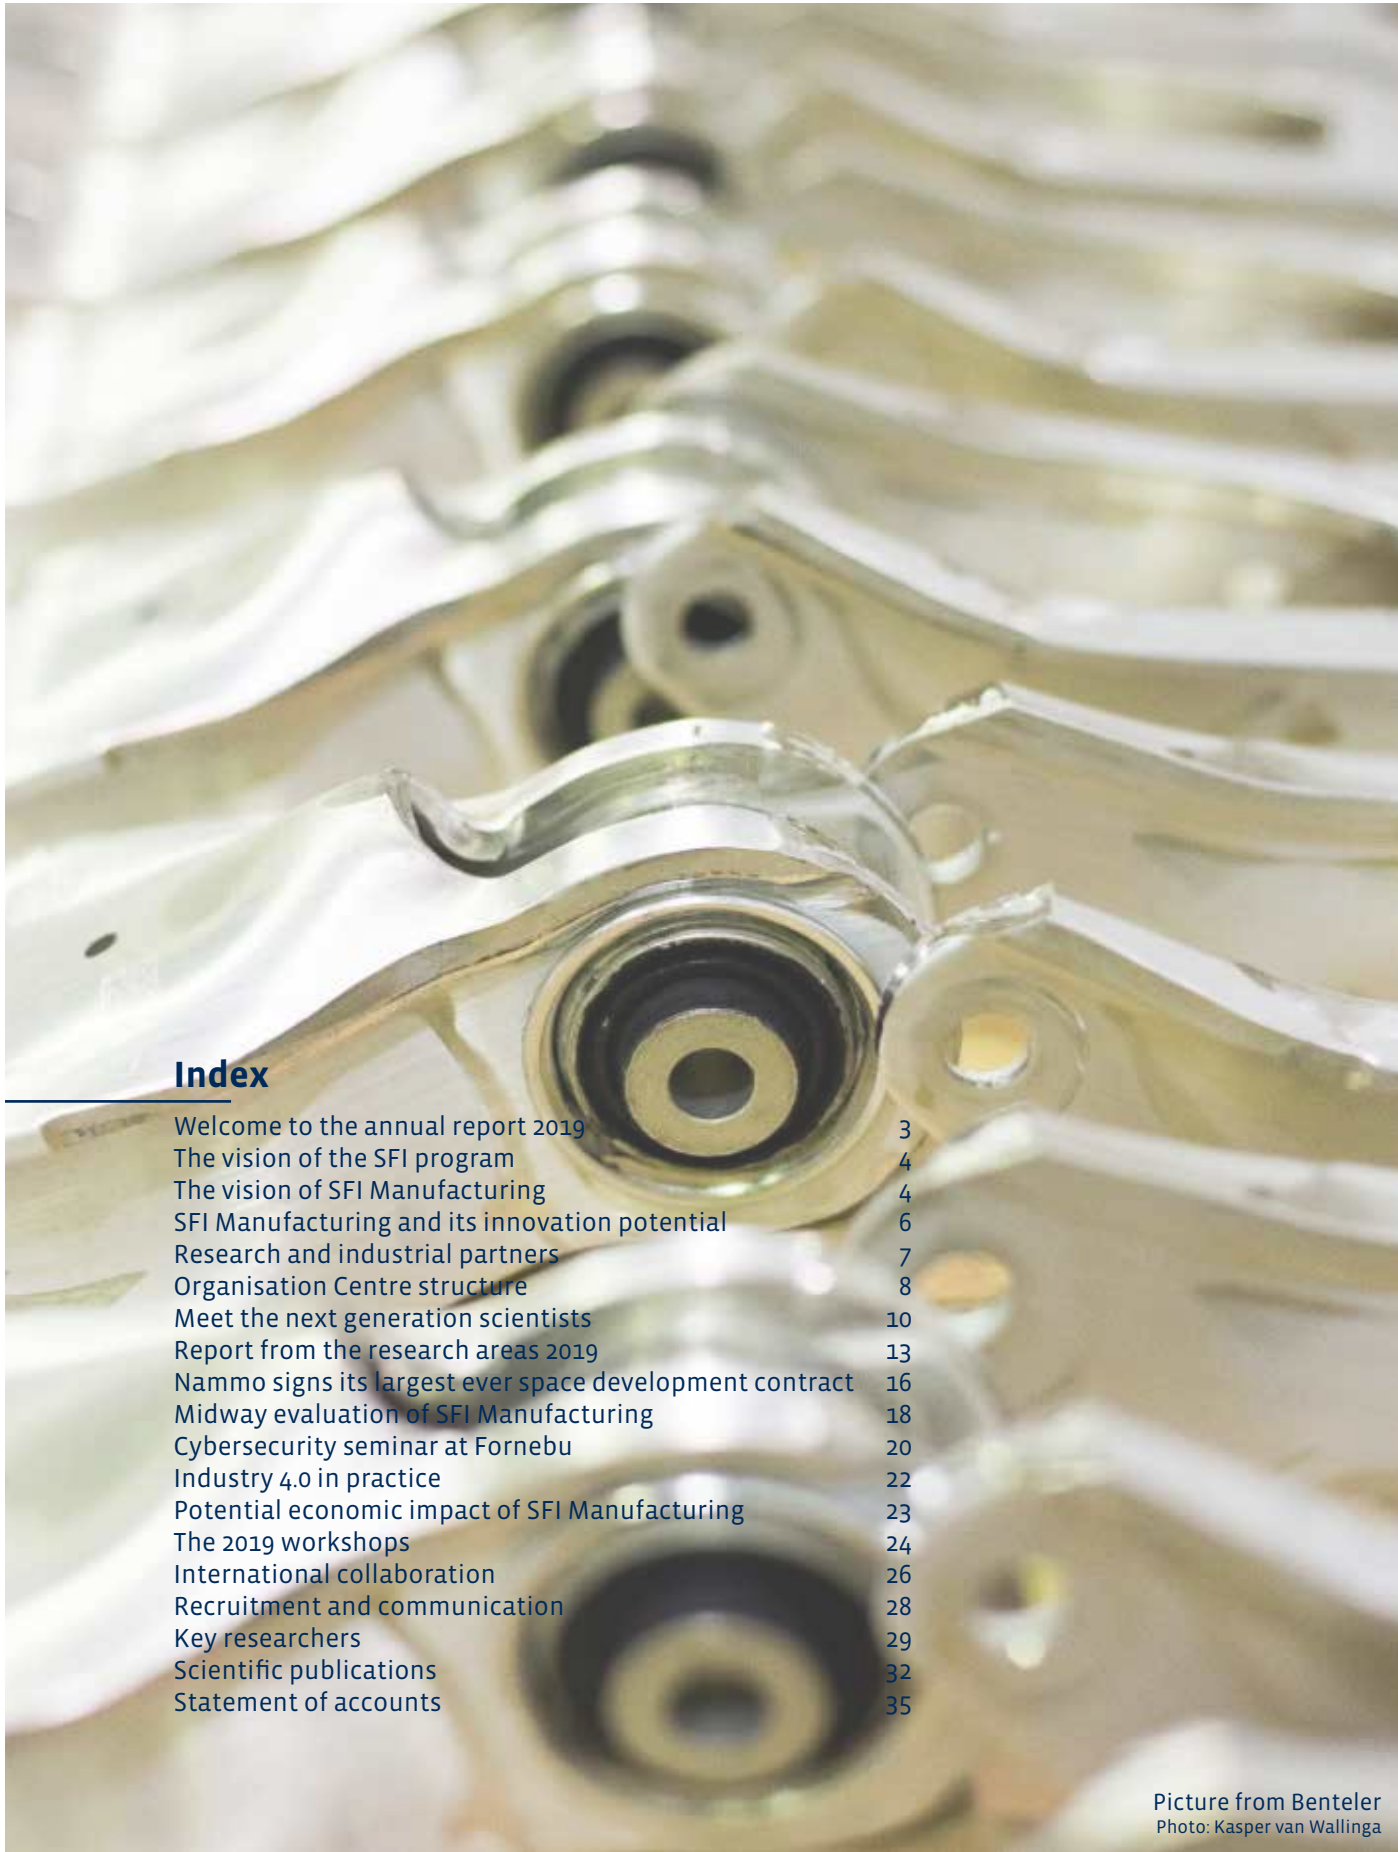 Index
Welcome to the annual report 2019 3
The vision of the SFI program 4
The vision of SFI Manufacturing 4
SFI Manufacturing and its innovation potential 6
Research and industrial partners 7
Organisation Centre structure 8
Meet the next generation scientists 10
Report from the research areas 2019 13
Nammo signs its largest ever space development contract 16
Midway evaluation of SFI Manufacturing 18
Cybersecurity seminar at Fornebu 20
Industry 4.0 in practice 22
Potential economic impact of SFI Manufacturing 23
The 2019 workshops 24
International collaboration 26
Recruitment and communication 28
Key researchers 29
Scientific publications 32
Statement of accounts 35
Picture from Benteler
Photo: Kasper van Wallinga